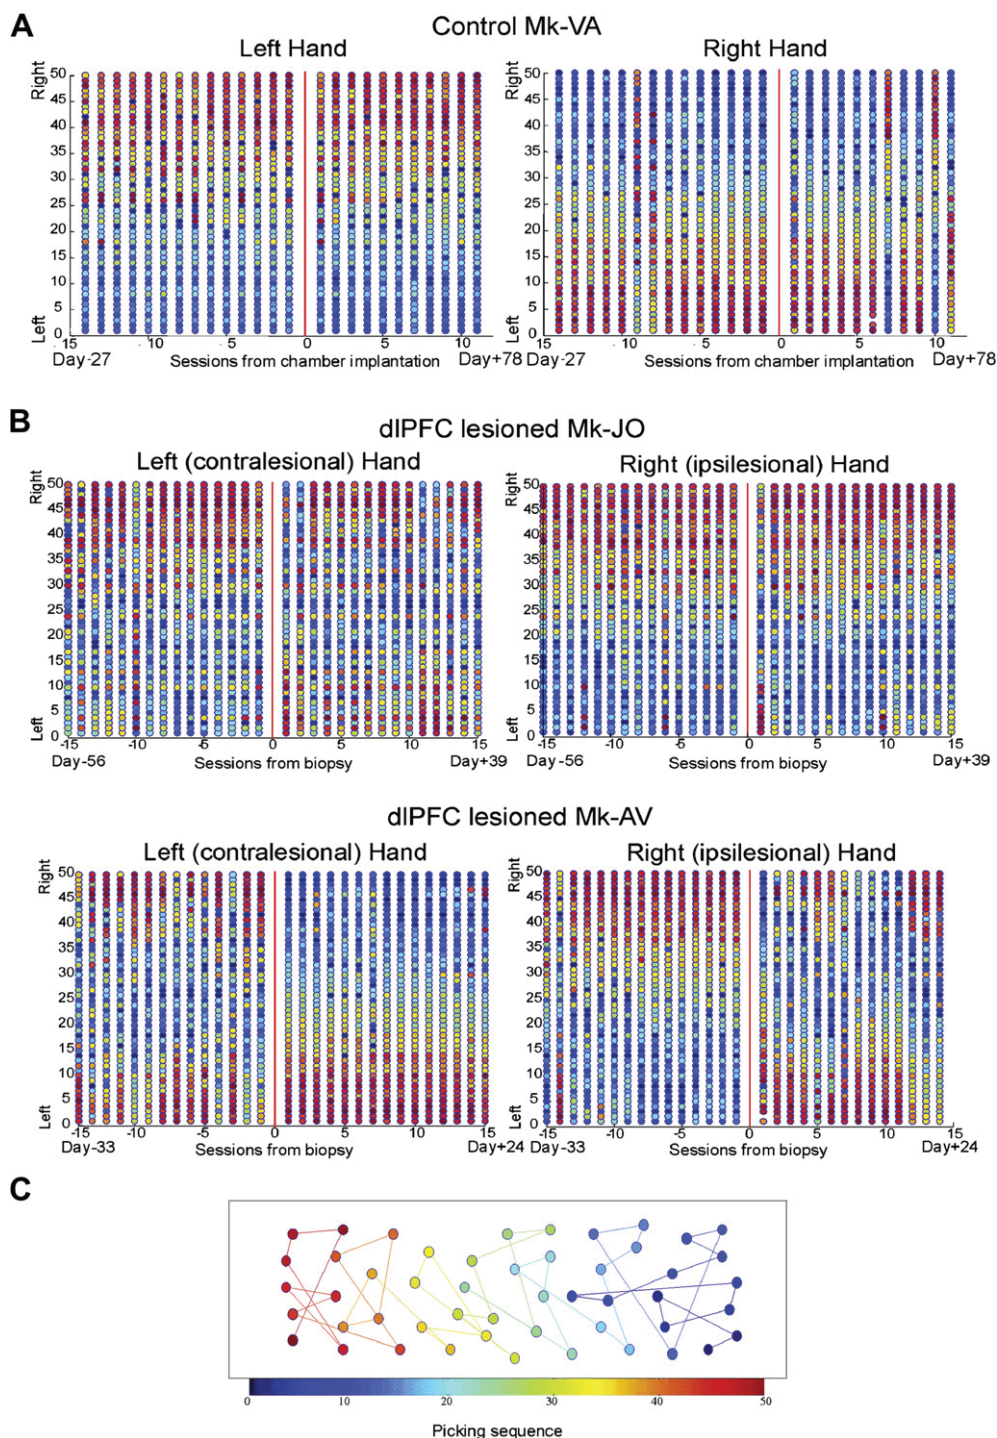 A
Control Mk-VA
Left Hand
Right Hand
Right
Left
50
45
40
35
30
25
20
15
10
5
0
-15
10
-5
0
5
10
Day-27
Sessions from chamber implantation
Day+78
Right
Left
50
45
40
35
30
25
20
15
10
5
0
15
10
-5
0
5
10
Day-27
Sessions from chamber implantation
Day+78
B
dlPFC lesioned Mk-JO
Left (contralesional) Hand
Right (ipsilesional) Hand
Right
Left
50
45
40
35
30
25
20
15
10
5
0
-15
-10
-5
0
5
10
15
Day-56
Sessions from biopsy
Day+39
Right
Left
50
45
40
35
30
25
20
15
10
5
0
-15
-10
-5
0
5
10
15
Day-56
Sessions from biopsy
Day+39
dlPFC lesioned Mk-AV
Left (contralesional) Hand
Right (ipsilesional) Hand
Right
Left
50
45
40
35
30
25
20
15
10
5
0
-15
-10
-5
0
5
10
15
Day-33
Sessions from biopsy
Day+24
Right
Left
50
45
40
35
30
25
20
15
10
5
0
-15
-10
-5
0
5
10
15
Day-33
Sessions from biopsy
Day+24
C
0
10
20
30
40
50
Picking sequence